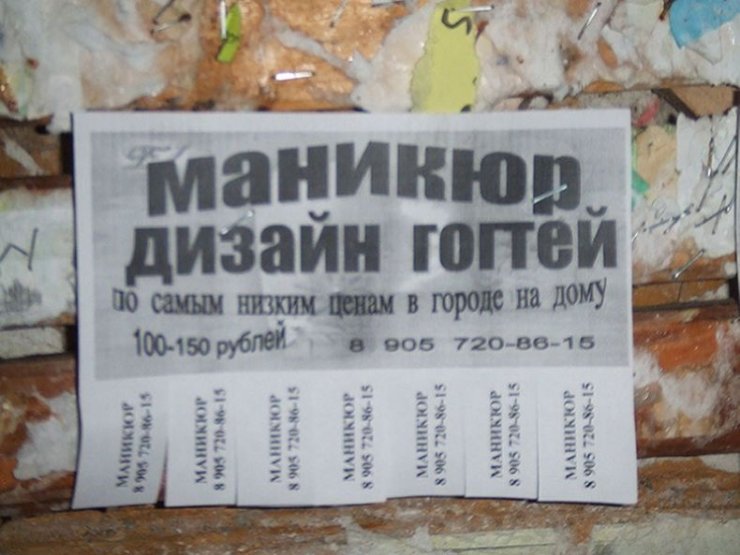 маникюр
дизайн гогтей
по самым низким ценам в городе на дому
100-150 рублей 8 905 720-86-15
МАНИКЮР
8 905 720-86-15
МАНИКЮР
8 905 720-86-15
МАНИКЮР
8 905 720-86-15
МАНИКЮР
8 905 720-86-15
МАНИКЮР
8 905 720-86-15
МАНИКЮР
8 905 720-86-15
МАНИКЮР
8 905 720-86-15